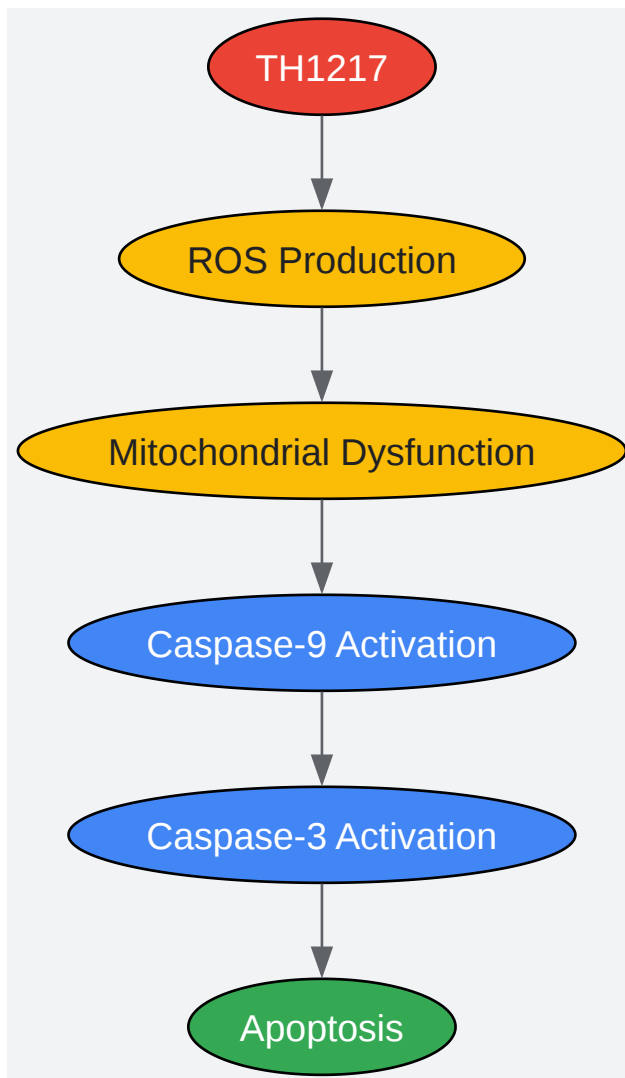 TH1217
ROS Production
Mitochondrial Dysfunction
Caspase-9 Activation
Caspase-3 Activation
Apoptosis